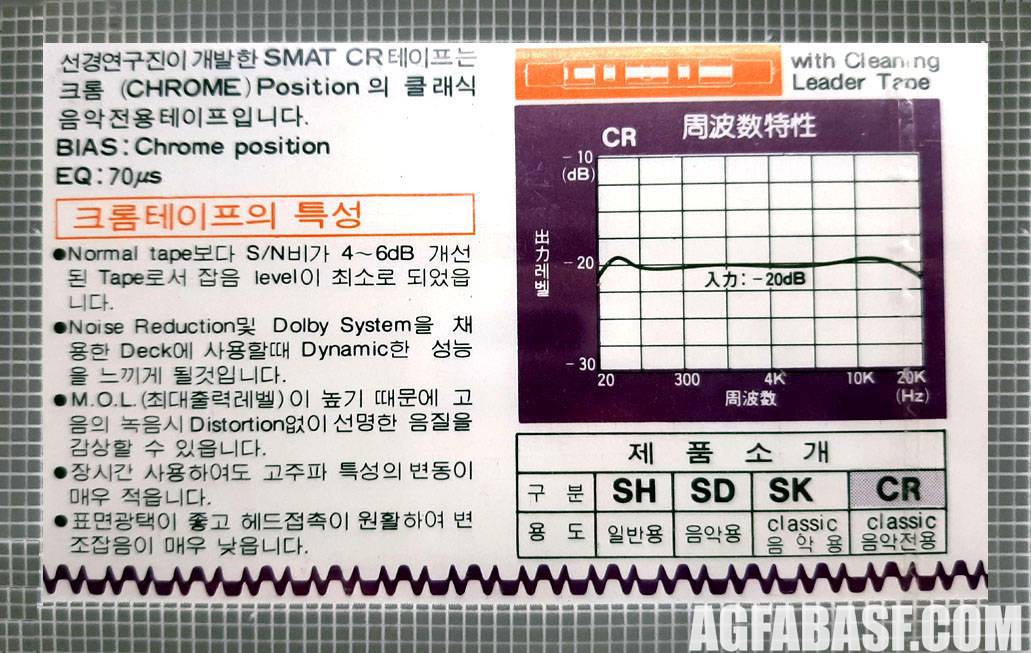 선경연구진이 개발한 SMAT CR테이프는
크롬 (CHROME) Position 의 클래식
음악전용테이프입니다.
BIAS : Chrome position
EQ : 70μs
크롬테이프의 특성
●Normal tape보다 S/N비가 4~6dB 개선
된 Tape로서 잡음 level이 최소로 되었읍
니다.
●Noise Reduction및 Dolby System을 채
용한 Deck에 사용할때 Dynamic한 성능
을 느끼게 될것입니다.
●M.O.L.(최대출력레벨)이 높기 때문에 고
음의 녹음시 Distortion없이 선명한 음질을
감상할 수 있읍니다.
●장시간 사용하여도 고주파 특성의 변동이
매우 적읍니다.
●표면광택이 좋고 헤드접촉이 원활하여 변
조잡음이 매우 낮읍니다.
with Cleaning
Leader Tape
CR 周波数特性
-10
(dB)
出力레벨
-20
入力: -20dB
-30
20 300 4K 10K 20K
周波数 (Hz)
제 품 소 개
구 분 SH SD SK CR
용 도 일반용 음악용 classic 음악용 classic 음악전용
AGFABASE.COM